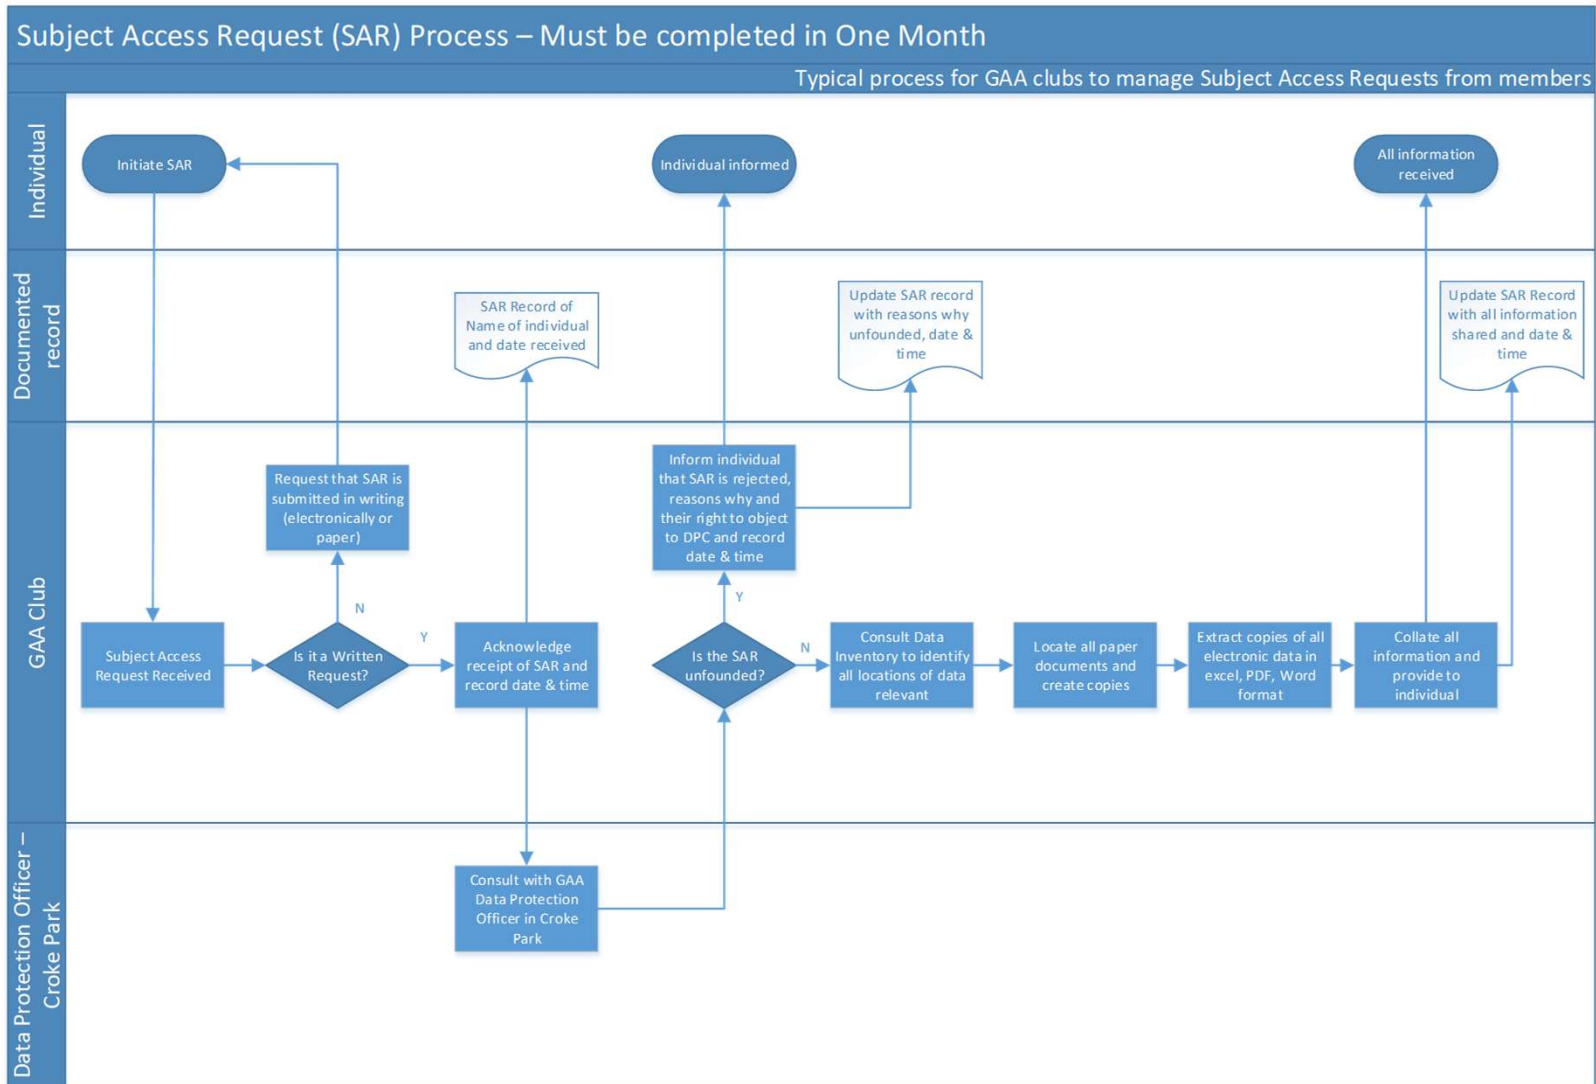 Subject Access Request (SAR) Process – Must be completed in One Month
Typical process for GAA clubs to manage Subject Access Requests from members
Individual
Initiate SAR
Individual informed
All information
received
Documented
record
SAR Record of
Name of individual
and date received
Update SAR record
with reasons why
unfounded, date &
time
Update SAR Record
with all information
shared and date &
time
GAA Club
Request that SAR is
submitted in writing
(electronically or
paper)
Inform individual
that SAR is rejected,
reasons why and
their right to object
to DPC and record
date & time
N
Y
Subject Access
Request Received
Is it a Written
Request?
Y
Acknowledge
receipt of SAR and
record date & time
Is the SAR
unfounded?
N
Consult Data
Inventory to identify
all locations of data
relevant
Locate all paper
documents and
create copies
Extract copies of all
electronic data in
excel, PDF, Word
format
Collate all
information and
provide to
individual
Data Protection Officer –
Croke Park
Consult with GAA
Data Protection
Officer in Croke
Park